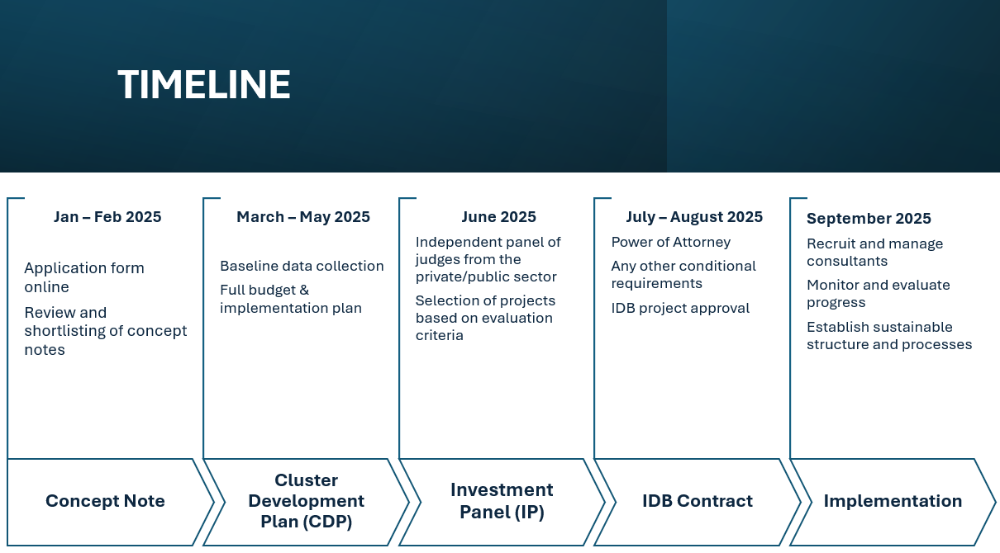 TIMELINE
Jan – Feb 2025
Application form
online
Review and
shortlisting of concept
notes
Concept Note
March – May 2025
Baseline data collection
Full budget &
implementation plan
Cluster
Development
Plan (CDP)
June 2025
Independent panel of
judges from the
private/public sector
Selection of projects
based on evaluation
criteria
Investment
Panel (IP)
July – August 2025
Power of Attorney
Any other conditional
requirements
IDB project approval
IDB Contract
September 2025
Recruit and manage
consultants
Monitor and evaluate
progress
Establish sustainable
structure and processes
Implementation